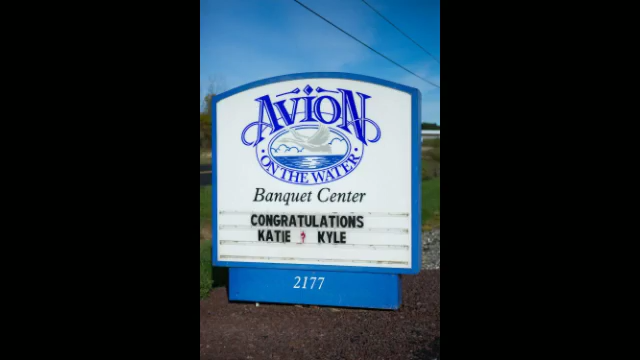 AVION
• ON THE WATER •
Banquet Center
CONGRATULATIONS
KATIE & KYLE
2177